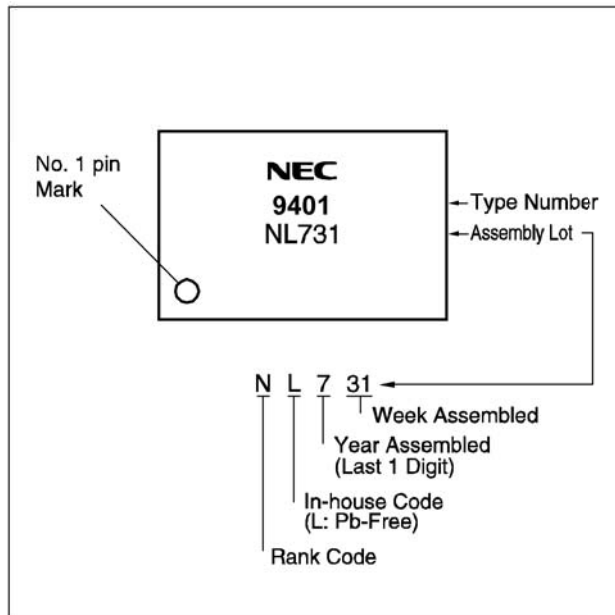 No. 1 pin
Mark
NEC
9401
NL731
Type Number
Assembly Lot
N L 7 31
Week Assembled
Year Assembled
(Last 1 Digit)
In-house Code
(L: Pb-Free)
Rank Code